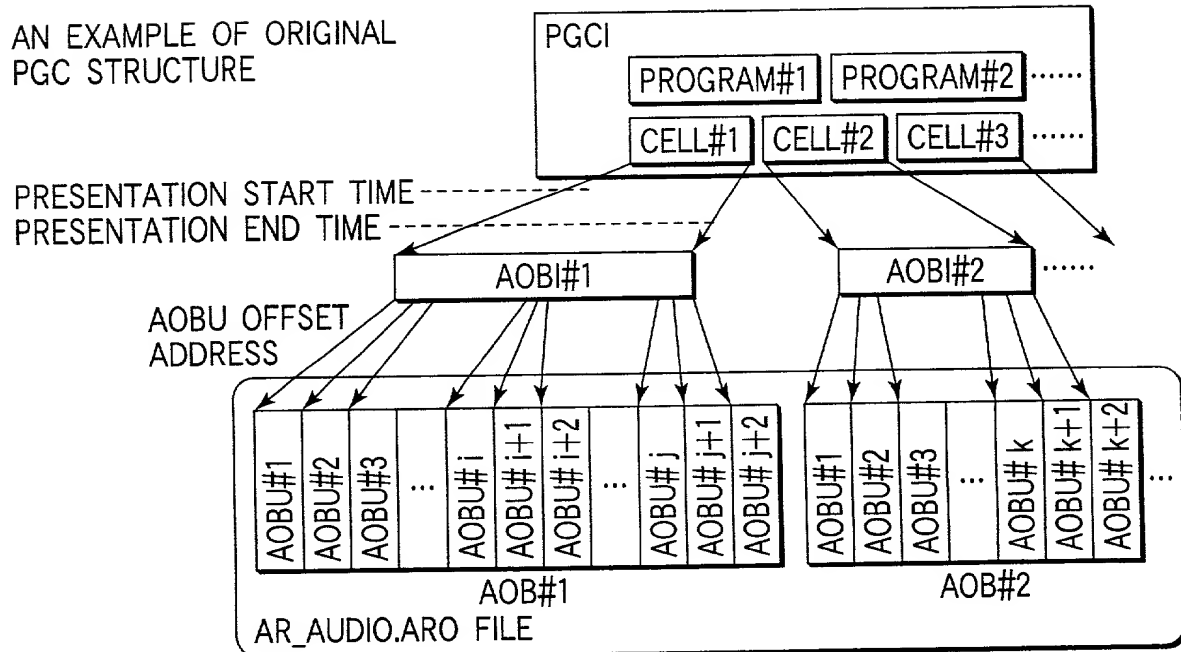 AN EXAMPLE OF ORIGINAL
PGC STRUCTURE
PGCI
PROGRAM#1 PROGRAM#2 ······
CELL#1 CELL#2 CELL#3 ······
PRESENTATION START TIME
PRESENTATION END TIME
AOBI#1 AOBI#2 ······
AOBU OFFSET
ADDRESS
AOBU#1 AOBU#2 AOBU#3 ... AOBU# i AOBU# i+1 AOBU# i+2 ... AOBU# j AOBU# j+1 AOBU# j+2 AOBU#1 AOBU#2 AOBU#3 ... AOBU# k AOBU# k+1 AOBU# k+2 ...
AOB#1 AOB#2
AR_AUDIO.ARO FILE